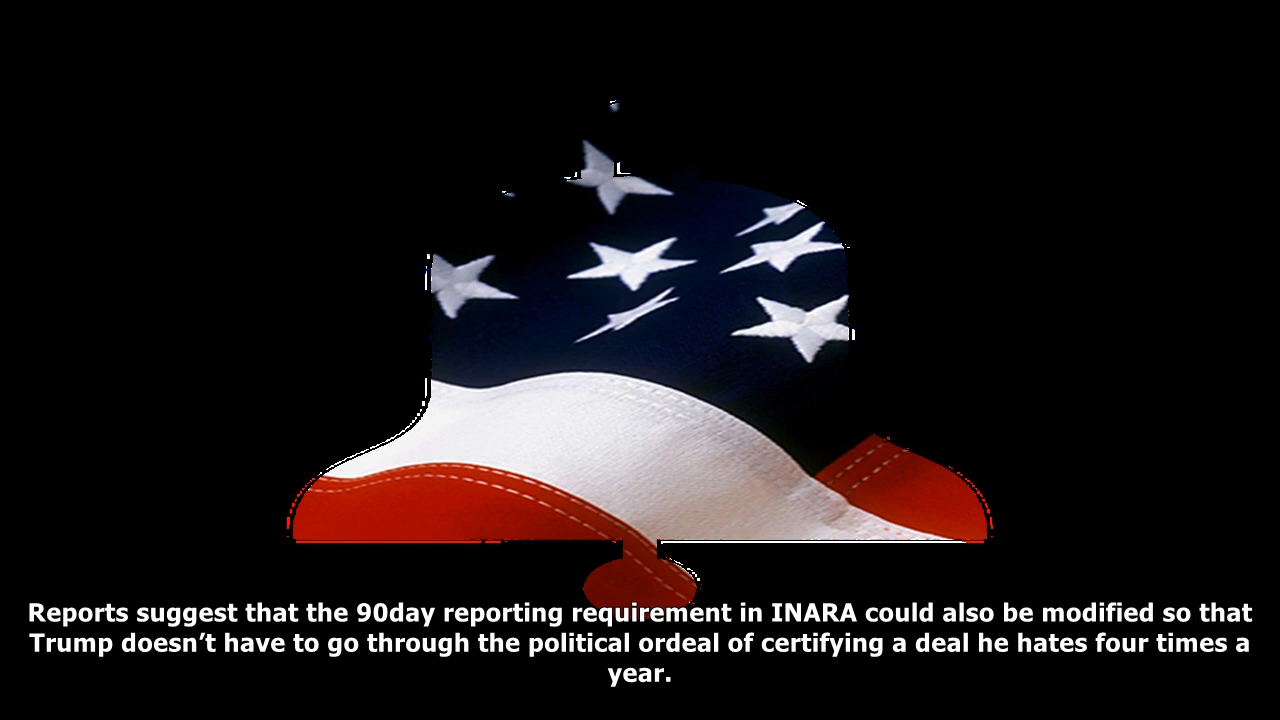 Reports suggest that the 90day reporting requirement in INARA could also be modified so that
Trump doesn’t have to go through the political ordeal of certifying a deal he hates four times a
year.